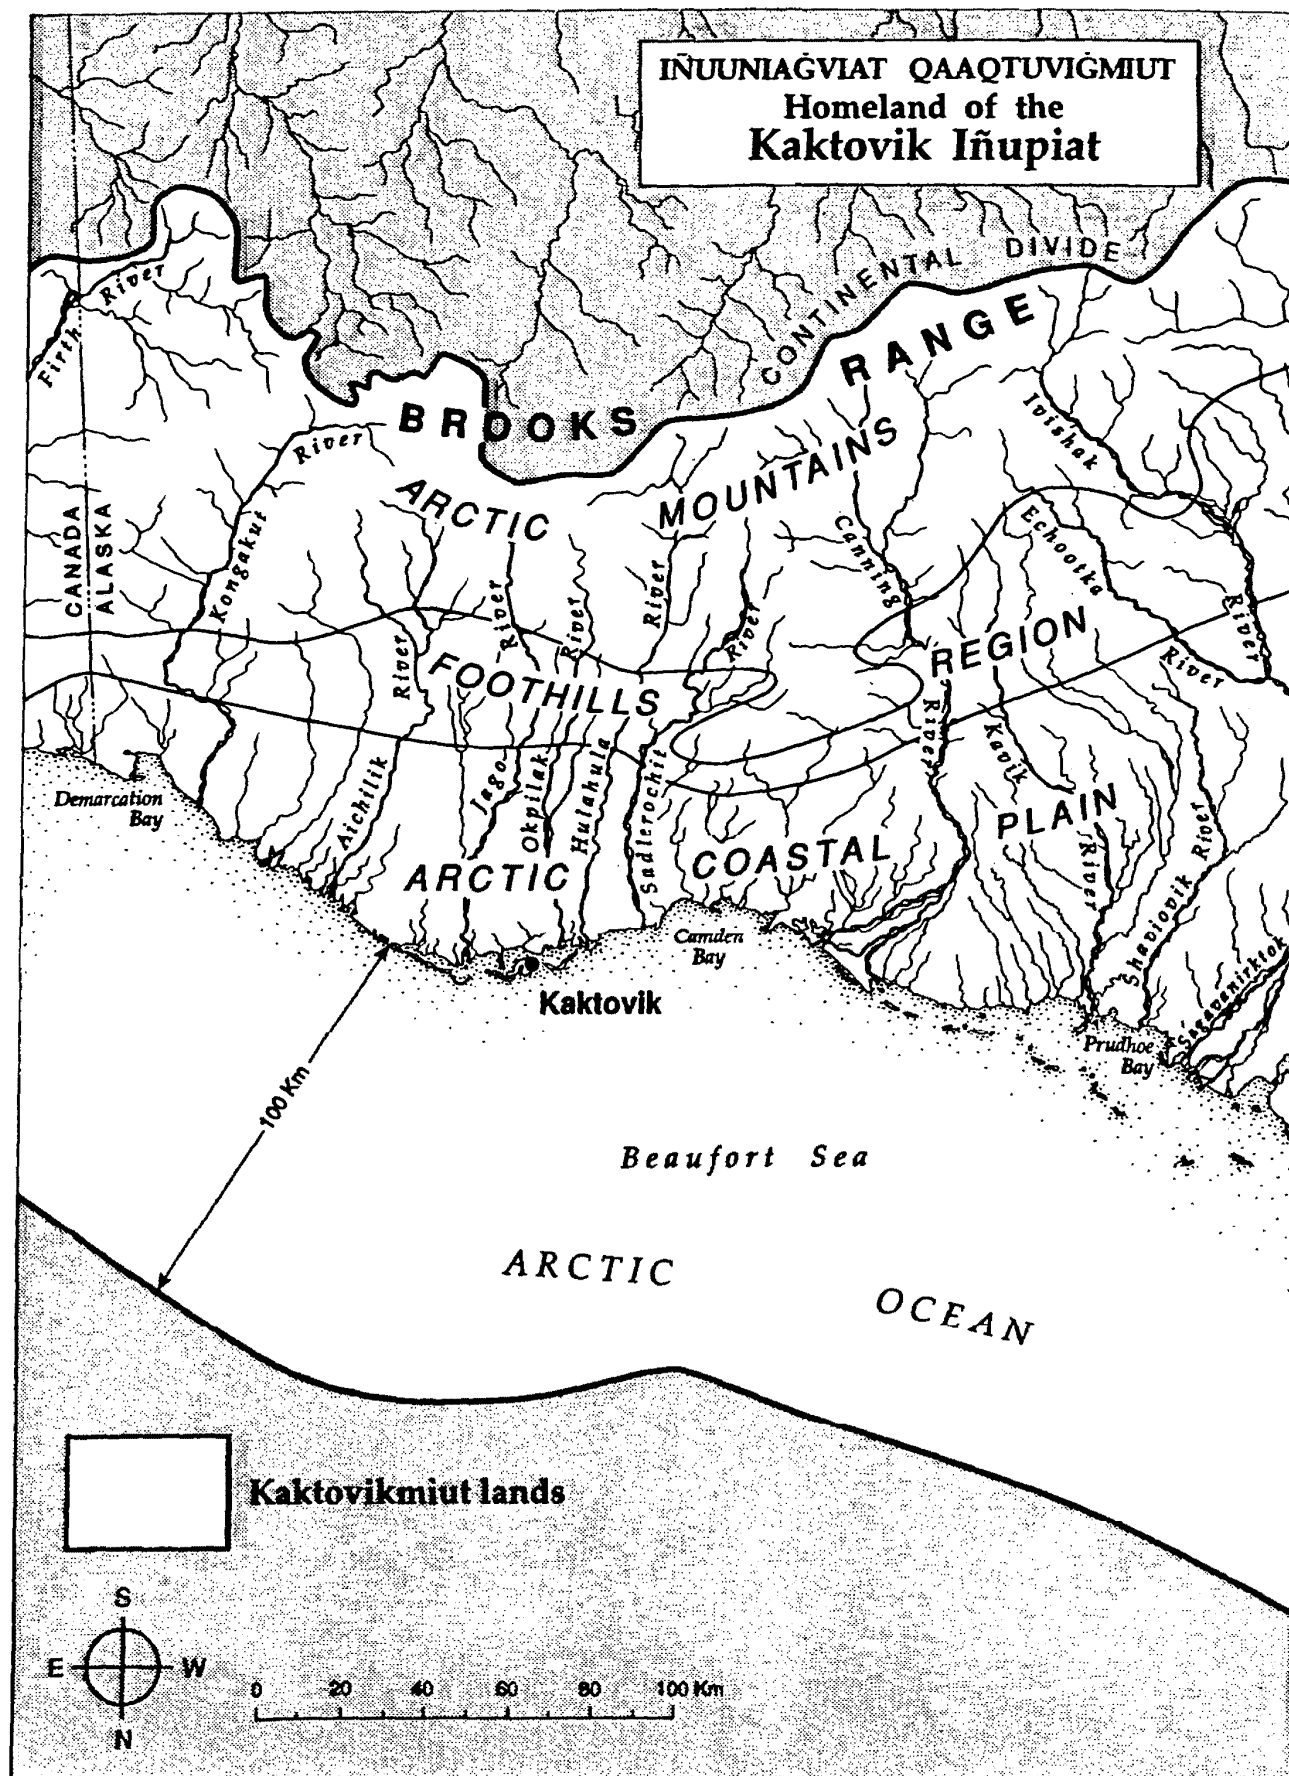 IÑUUNIAĠVIAT QAAQTUVIĠMIUT
Homeland of the
Kaktovik Iñupiat
CONTINENTAL DIVIDE
BROOKS RANGE
Firth River
River
Kongakut
ARCTIC MOUNTAINS
Ivishak
River
Echootka
River
Canning
River
CANADA
ALASKA
River
River
River
River
River
FOOTHILLS REGION
Aichilik
Jago
Okpilak
Hulahula
Sadlerochit
Kavik
River
Shaviovik River
Sagavanirktok
ARCTIC COASTAL PLAIN
Demarcation
Bay
Camden
Bay
Prudhoe
Bay
Kaktovik
100 Km
Beaufort Sea
ARCTIC OCEAN
Kaktovikmiut lands
S
E W
N
0 20 40 60 80 100 Km